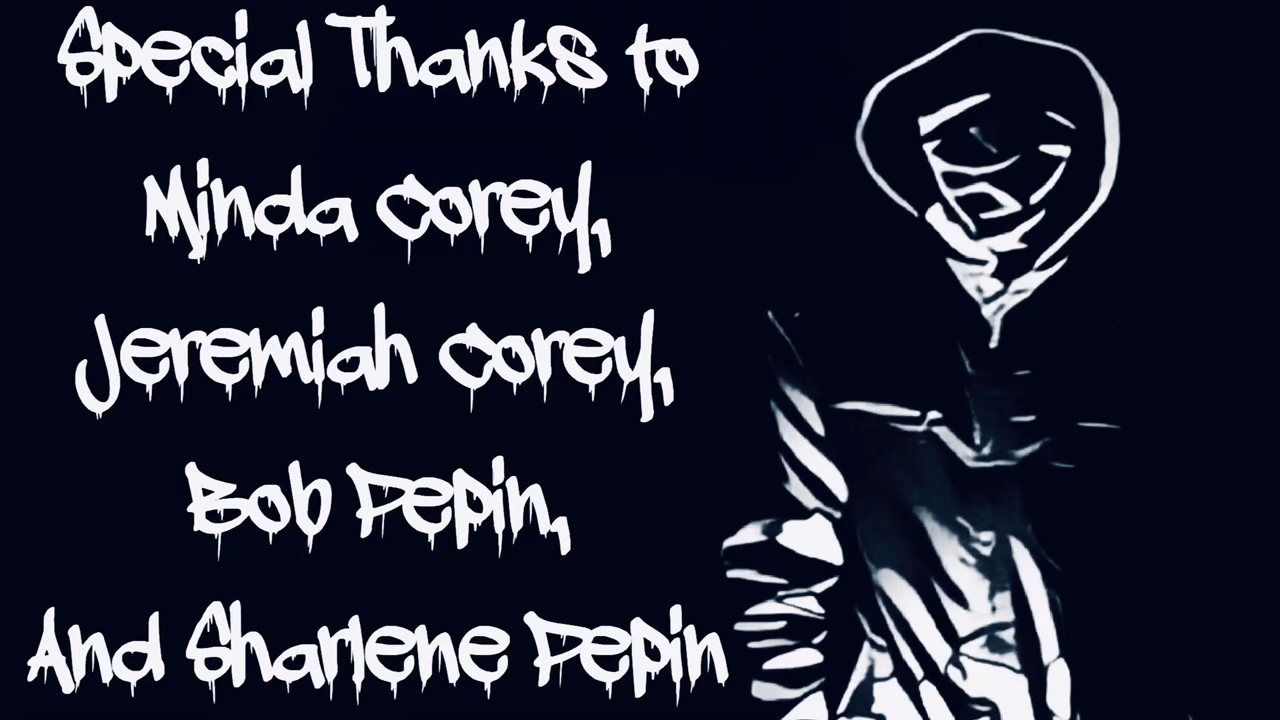 Special Thanks to
Minda Corey,
Jeremiah Corey,
Bob Pepin,
And Sharlene Pepin